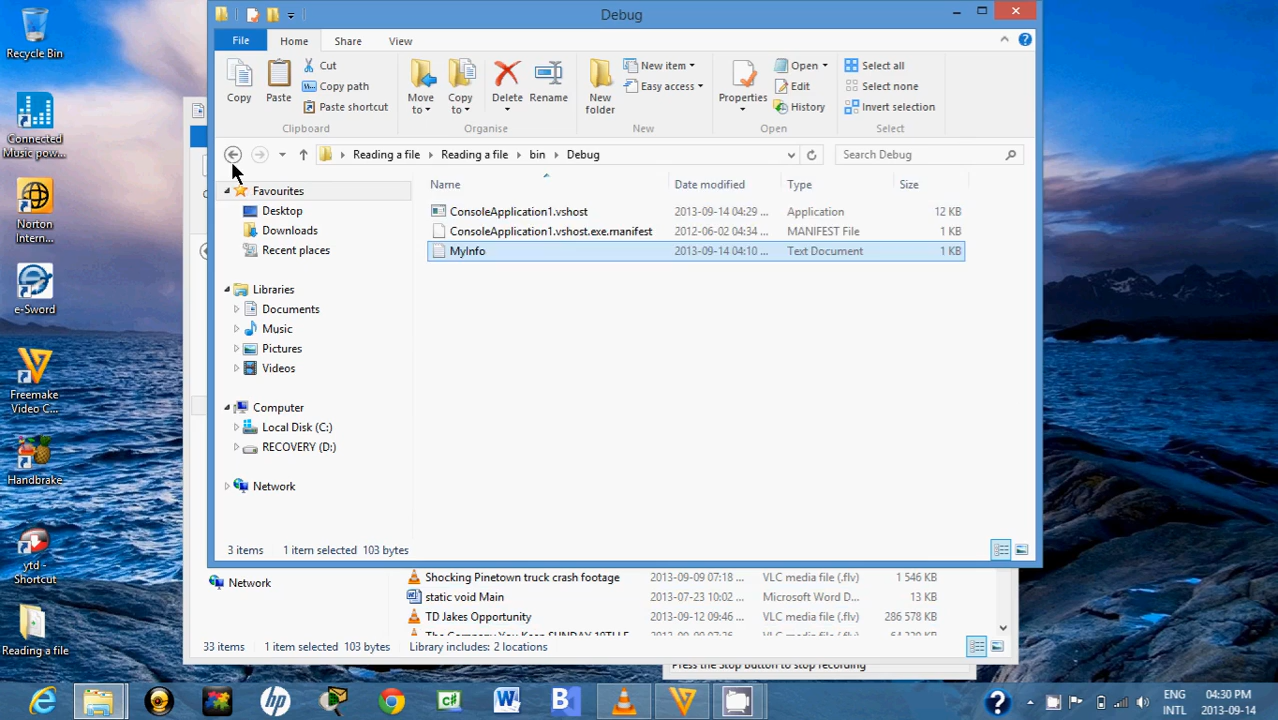 Debug
File Home Share View
Copy
Paste
Cut
Copy path
Paste shortcut
Clipboard
Move to
Copy to
Delete
Rename
Organise
New folder
New item
Easy access
New
Properties
Open
Edit
History
Open
Select all
Select none
Invert selection
Select
Reading a file Reading a file bin Debug
Search Debug
Name Date modified Type Size
ConsoleApplication1.vshost 2013-09-14 04:29 ... Application 12 KB
ConsoleApplication1.vshost.exe.manifest 2012-06-02 04:34 ... MANIFEST File 1 KB
MyInfo 2013-09-14 04:10 ... Text Document 1 KB
Favourites
Desktop
Downloads
Recent places
Libraries
Documents
Music
Pictures
Videos
Computer
Local Disk (C:)
RECOVERY (D:)
Network
3 items 1 item selected 103 bytes
Network
Shocking Pinetown truck crash footage 2013-09-09 07:18 ... VLC media file (.flv) 1 546 KB
static void Main 2013-07-23 10:02 ... Microsoft Word D... 13 KB
TD Jakes Opportunity 2013-09-12 09:46 ... VLC media file (.flv) 286 578 KB
33 items 1 item selected 103 bytes Library includes: 2 locations
Press the Stop button to stop recording
Recycle Bin
Connected Music pow...
Norton Intern...
e-Sword
Freemake Video C...
Handbrake
ytd - Shortcut
Reading a file
ENG INTL
04:30 PM
2013-09-14